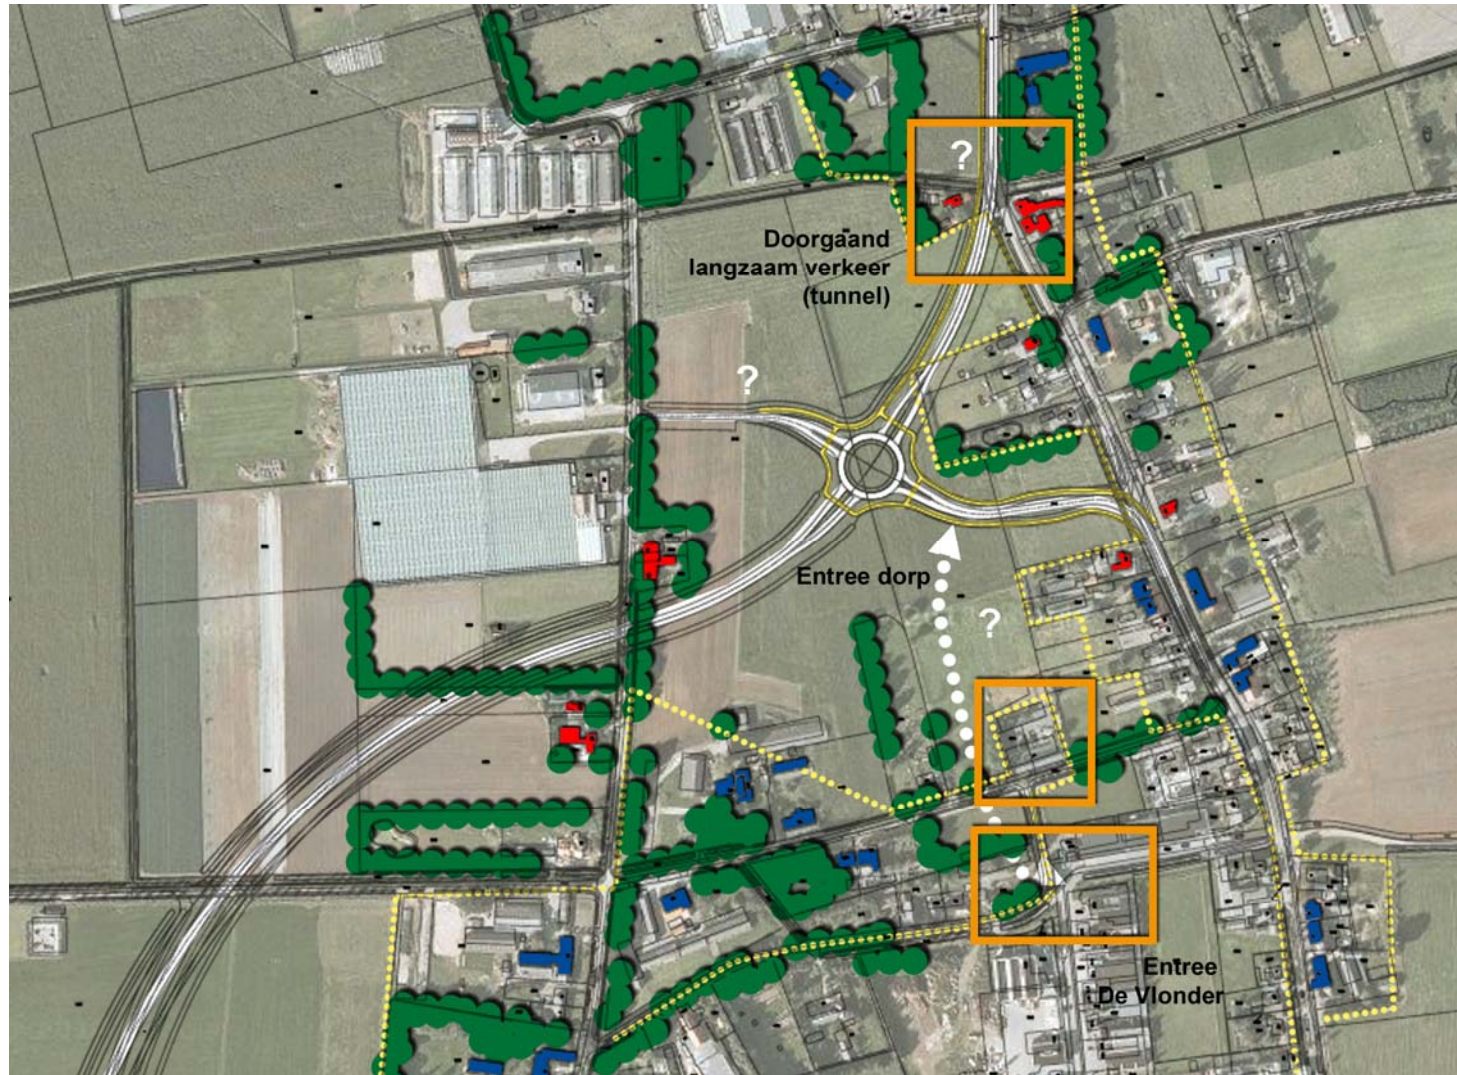 ?
Doorgaand
langzaam verkeer
(tunnel)
?
Entree dorp
?
Entree
De Vlonder